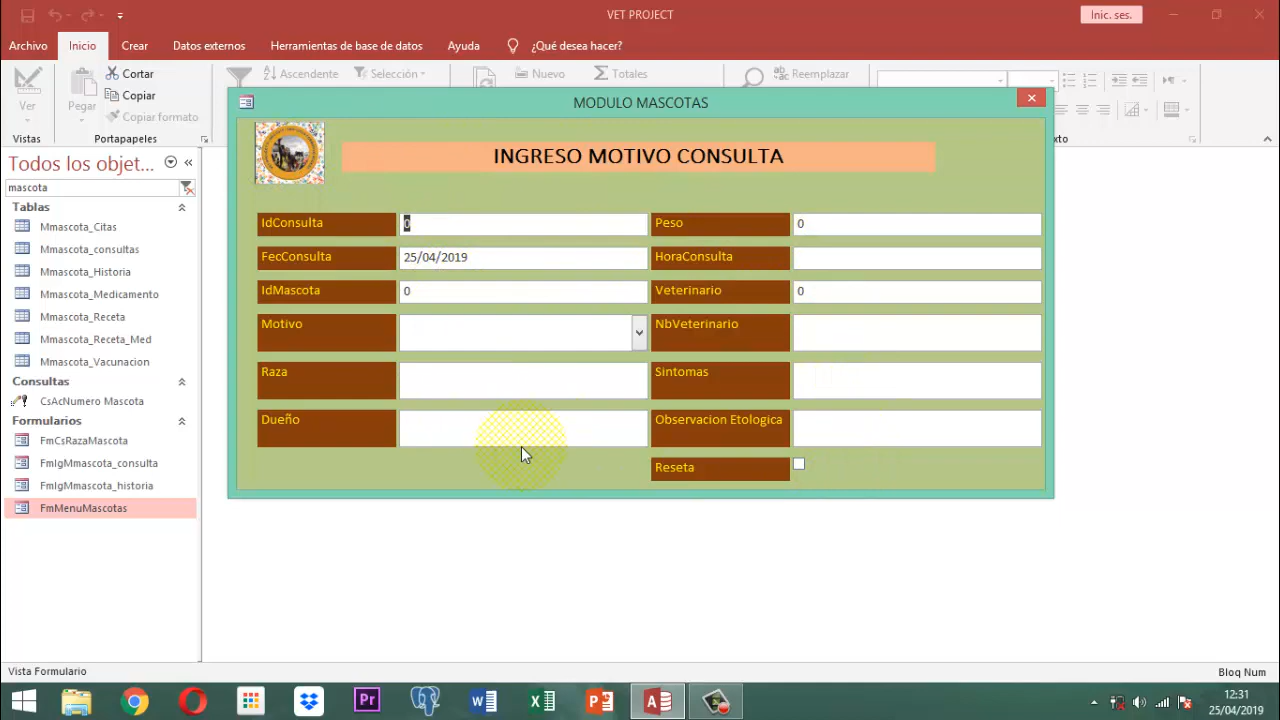 VET PROJECT
Inic. ses.
Archivo
Inicio
Crear
Datos externos
Herramientas de base de datos
Ayuda
¿Qué desea hacer?
Ver
Pegar
Cortar
Copiar
Copiar formato
Ascendente
Selección
Nuevo
Totales
Reemplazar
Vistas
Portapapeles
Todos los objet...
mascota
Tablas
Mmascota_Citas
Mmascota_consultas
Mmascota_Historia
Mmascota_Medicamento
Mmascota_Receta
Mmascota_Receta_Med
Mmascota_Vacunacion
Consultas
CsAcNumero Mascota
Formularios
FmCsRazaMascota
FmIgMmascota_consulta
FmIgMmascota_historia
FmMenuMascotas
MODULO MASCOTAS
INGRESO MOTIVO CONSULTA
IdConsulta 0 Peso 0
FecConsulta 25/04/2019 HoraConsulta
IdMascota 0 Veterinario 0
Motivo NbVeterinario
Raza Sintomas
Dueño Observacion Etologica
Reseta
Vista Formulario
Bloq Num
Pr
12:31
25/04/2019